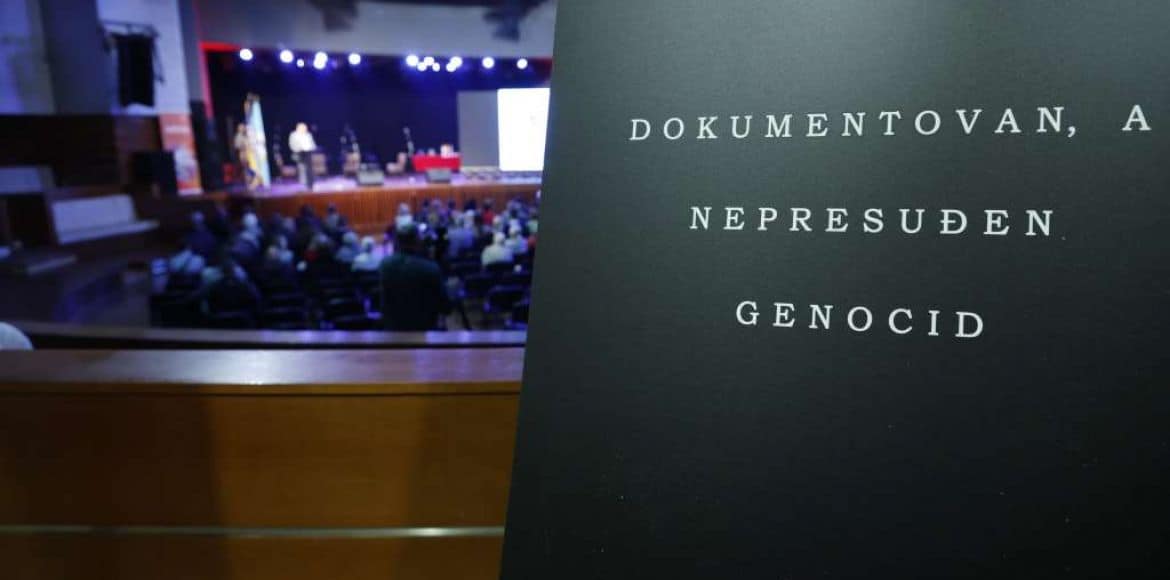 DOKUMENTOVAN, A
NEPRESUĐEN
GENOCID